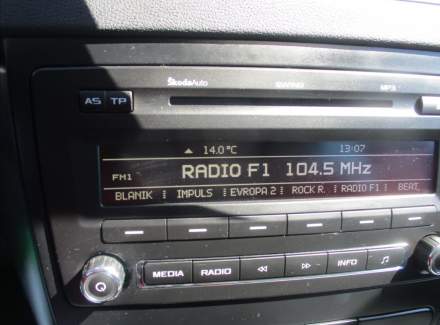 ŠkodaAuto MP3
AS TP
14.0°C 13:07
FM1 RADIO F1 104.5 MHz
BLANIK IMPULS EVROPA 2 ROCK R. RADIO F1 BEAT
MEDIA RADIO INFO